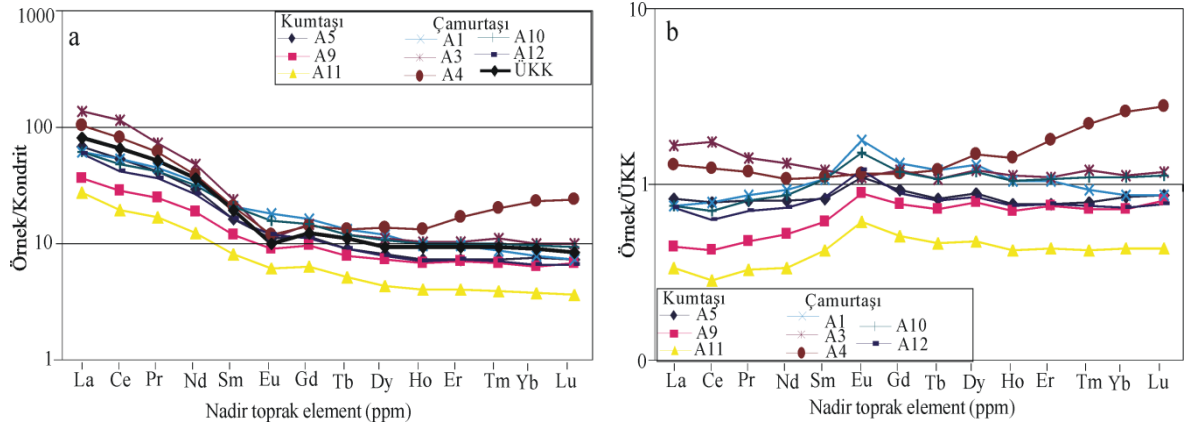 1000
100
10
1
Örnek/Kondrit
a
Kumtaşı
A5
A9
A11
Çamurtaşı
A1
A3
A4
A10
A12
ÜKK
La Ce Pr Nd Sm Eu Gd Tb Dy Ho Er Tm Yb Lu
Nadir toprak element (ppm)
10
1
0
Örnek/ÜKK
b
Kumtaşı
A5
A9
A11
Çamurtaşı
A1
A3
A4
A10
A12
La Ce Pr Nd Sm Eu Gd Tb Dy Ho Er Tm Yb Lu
Nadir toprak element (ppm)